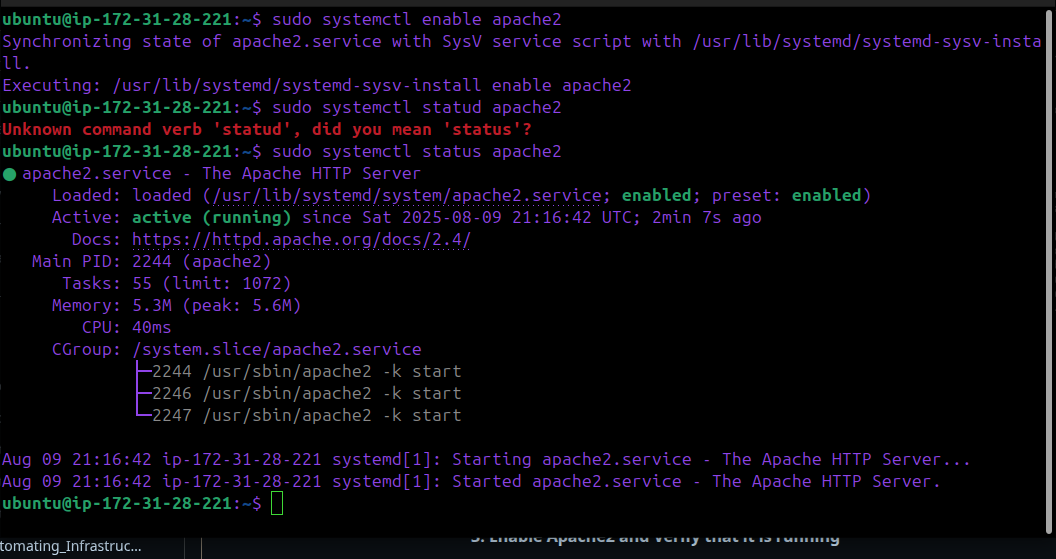 ubuntu@ip-172-31-28-221:~$ sudo systemctl enable apache2
Synchronizing state of apache2.service with SysV service script with /usr/lib/systemd/systemd-sysv-insta
ll.
Executing: /usr/lib/systemd/systemd-sysv-install enable apache2
ubuntu@ip-172-31-28-221:~$ sudo systemctl statud apache2
Unknown command verb 'statud', did you mean 'status'?
ubuntu@ip-172-31-28-221:~$ sudo systemctl status apache2
● apache2.service - The Apache HTTP Server
Loaded: loaded (/usr/lib/systemd/system/apache2.service; enabled; preset: enabled)
Active: active (running) since Sat 2025-08-09 21:16:42 UTC; 2min 7s ago
Docs: https://httpd.apache.org/docs/2.4/
Main PID: 2244 (apache2)
Tasks: 55 (limit: 1072)
Memory: 5.3M (peak: 5.6M)
CPU: 40ms
CGroup: /system.slice/apache2.service
├─2244 /usr/sbin/apache2 -k start
├─2246 /usr/sbin/apache2 -k start
└─2247 /usr/sbin/apache2 -k start
Aug 09 21:16:42 ip-172-31-28-221 systemd[1]: Starting apache2.service - The Apache HTTP Server...
Aug 09 21:16:42 ip-172-31-28-221 systemd[1]: Started apache2.service - The Apache HTTP Server.
ubuntu@ip-172-31-28-221:~$
tomating_Infrastruc...
3. Enable Apache2 and verify that it is running